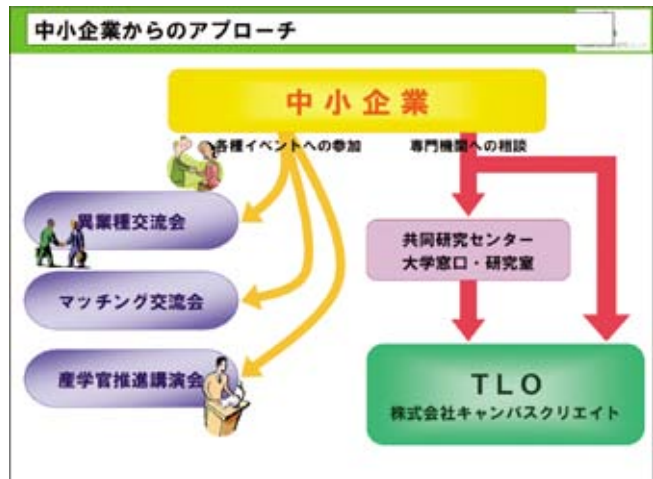 中小企業からのアプローチ
中小企業
各種イベントへの参加
専門機関への相談
異業種交流会
マッチング交流会
産学官推進講演会
共同研究センター
大学窓口・研究室
TLO
株式会社キャンパスクリエイト